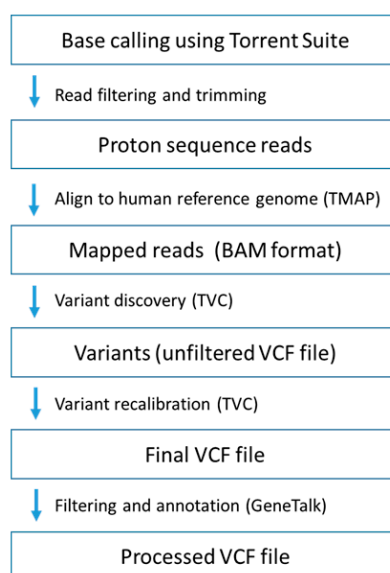 Base calling using Torrent Suite
Read filtering and trimming
Proton sequence reads
Align to human reference genome (TMAP)
Mapped reads (BAM format)
Variant discovery (TVC)
Variants (unfiltered VCF file)
Variant recalibration (TVC)
Final VCF file
Filtering and annotation (GeneTalk)
Processed VCF file